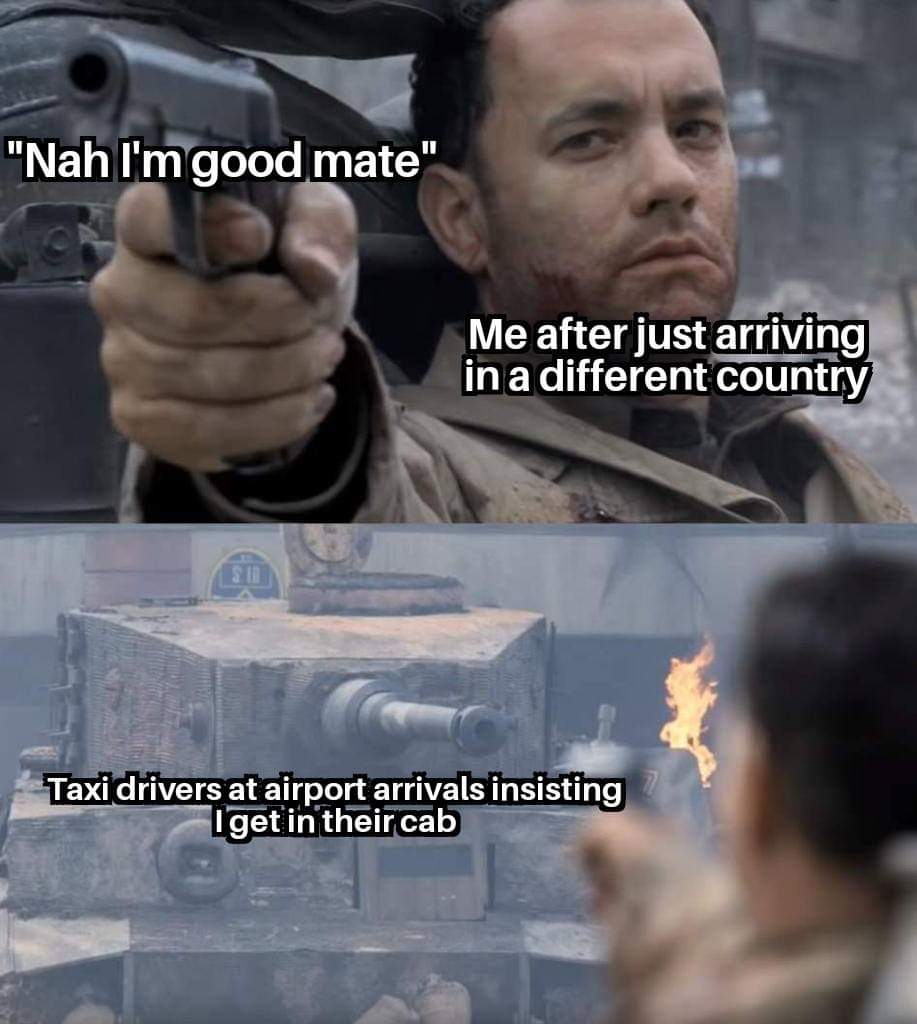 "Nah I'm good mate"
Me after just arriving
in a different country
Taxi drivers at airport arrivals insisting
I get in their cab